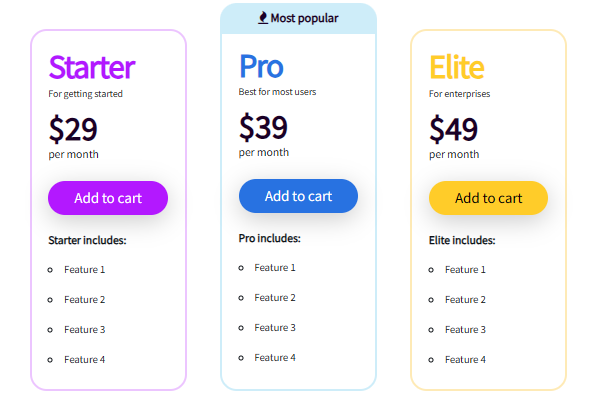 Starter
For getting started
$29
per month
Add to cart
Starter includes:
Feature 1
Feature 2
Feature 3
Feature 4
Most popular
Pro
Best for most users
$39
per month
Add to cart
Pro includes:
Feature 1
Feature 2
Feature 3
Feature 4
Elite
For enterprises
$49
per month
Add to cart
Elite includes:
Feature 1
Feature 2
Feature 3
Feature 4